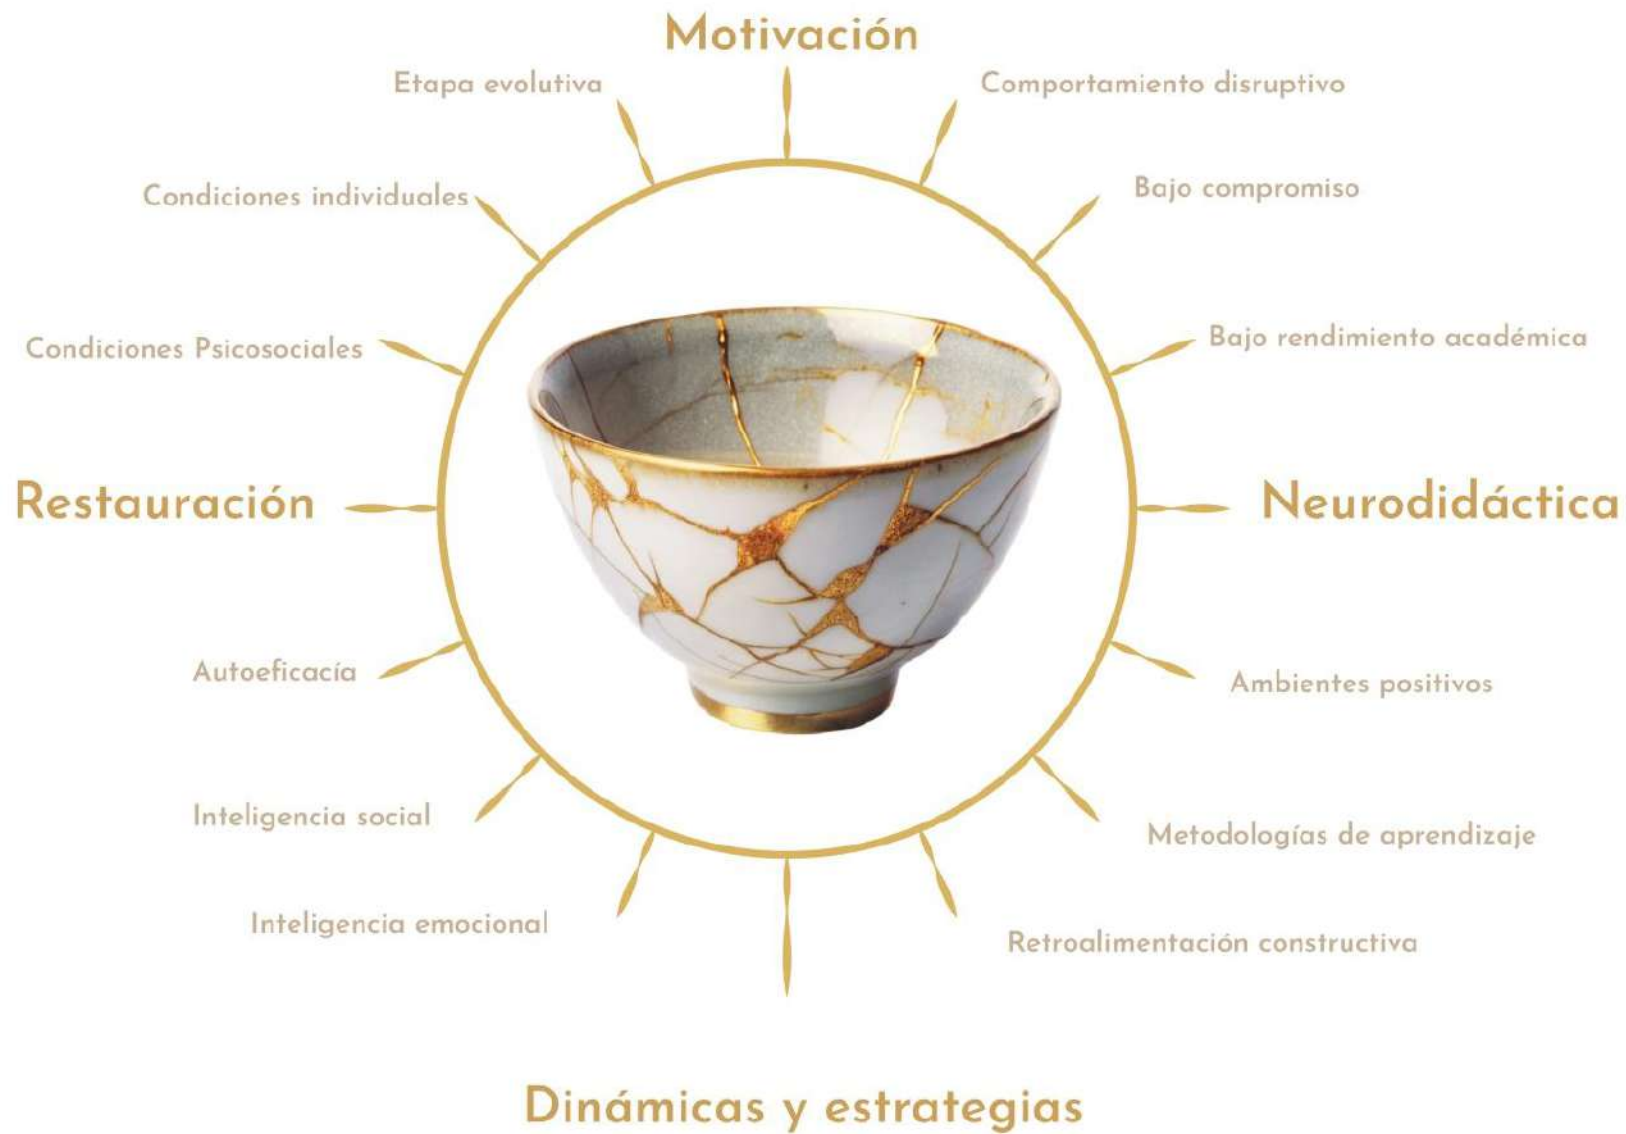 Motivación
Etapa evolutiva
Comportamiento disruptivo
Condiciones individuales
Bajo compromiso
Condiciones Psicosociales
Bajo rendimiento académica
Restauración
Neurodidáctica
Autoeficacía
Ambientes positivos
Inteligencia social
Metodologías de aprendizaje
Inteligencia emocional
Retroalimentación constructiva
Dinámicas y estrategias